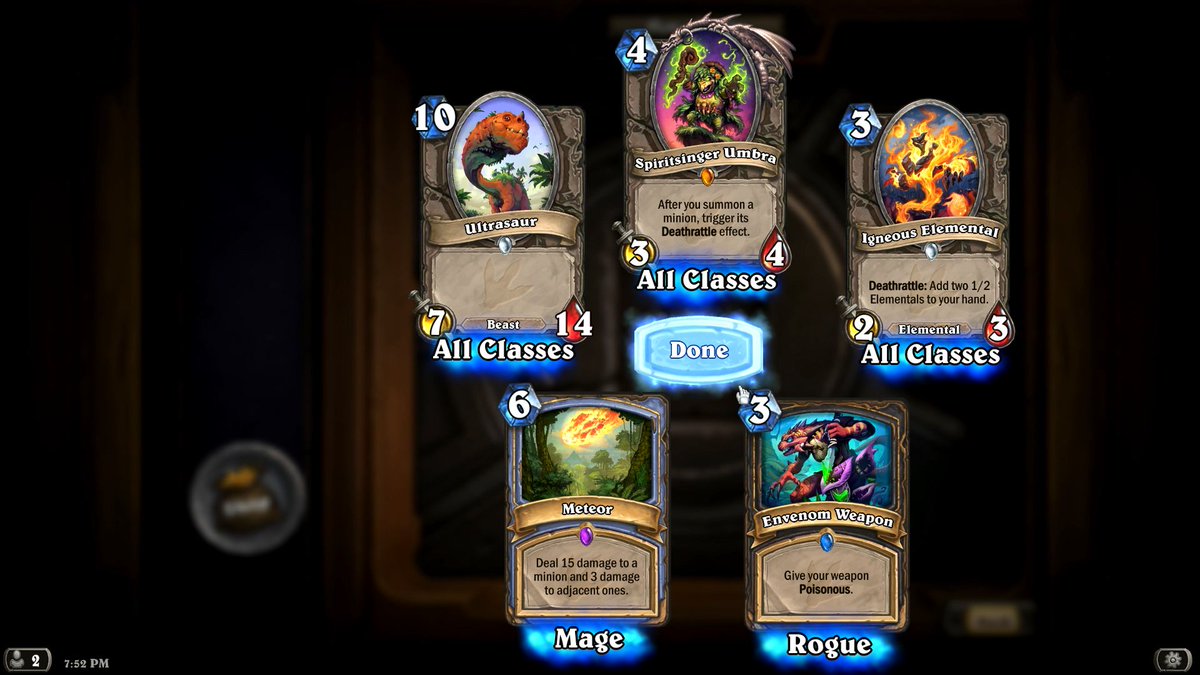 4
Spiritsinger Umbra
After you summon a
minion, trigger its
Deathrattle effect.
3
4
All Classes
10
Ultrasaur
7
Beast
14
All Classes
3
Igneous Elemental
Deathrattle: Add two 1/2
Elementals to your hand.
2
Elemental
3
All Classes
Done
6
Meteor
Deal 15 damage to a
minion and 3 damage
to adjacent ones.
Mage
3
Envenom Weapon
Give your weapon
Poisonous.
Rogue
2
7:52 PM